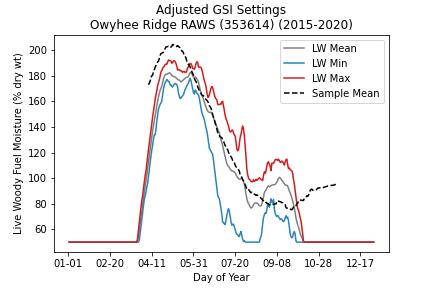 Adjusted GSI Settings
Owyhee Ridge RAWS (353614) (2015-2020)
Live Woody Fuel Moisture (% dry wt)
200
180
160
140
120
100
80
60
LW Mean
LW Min
LW Max
Sample Mean
01-01 02-20 04-11 05-31 07-20 09-08 10-28 12-17
Day of Year